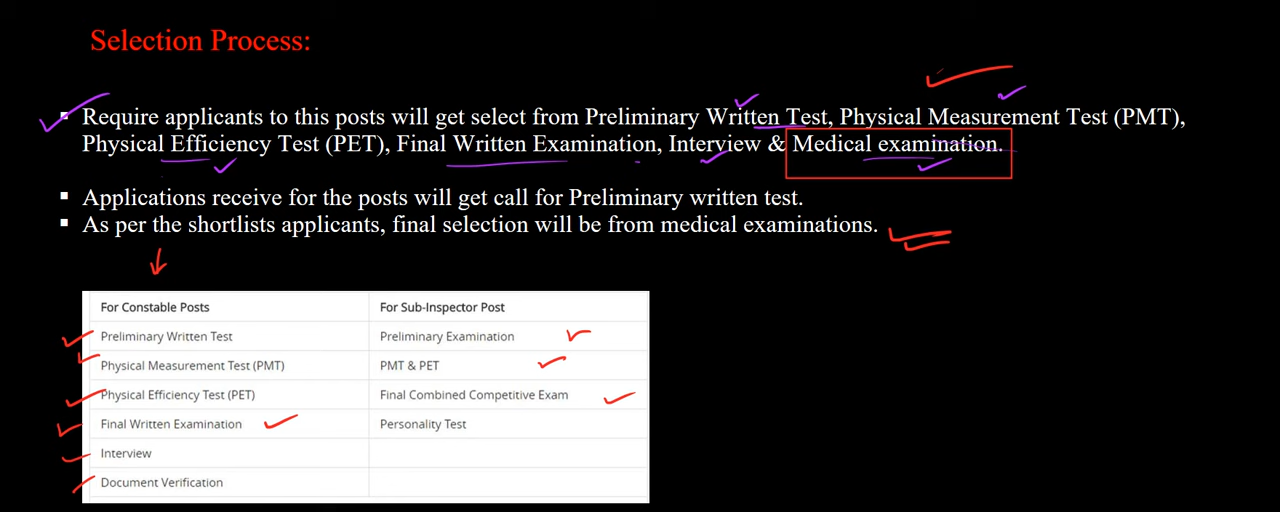 Selection Process:
▪ Require applicants to this posts will get select from Preliminary Written Test, Physical Measurement Test (PMT),
Physical Efficiency Test (PET), Final Written Examination, Interview & Medical examination.
▪ Applications receive for the posts will get call for Preliminary written test.
▪ As per the shortlists applicants, final selection will be from medical examinations.
For Constable Posts For Sub-Inspector Post
Preliminary Written Test Preliminary Examination
Physical Measurement Test (PMT) PMT & PET
Physical Efficiency Test (PET) Final Combined Competitive Exam
Final Written Examination Personality Test
Interview
Document Verification